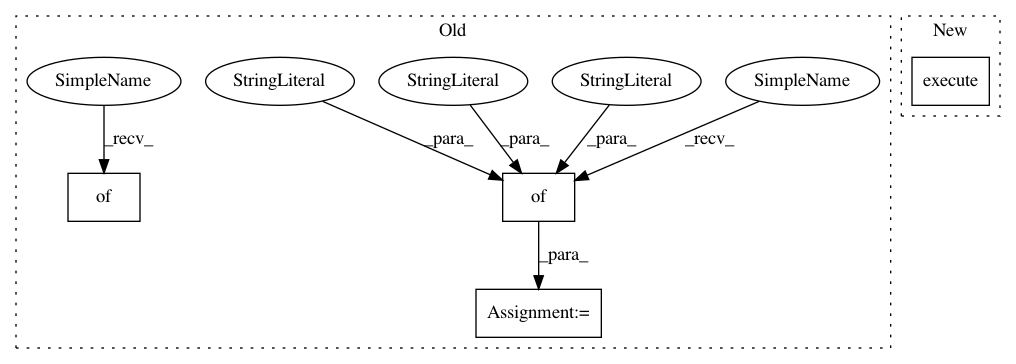 Old
New
SimpleName
StringLiteral
StringLiteral
StringLiteral
SimpleName
execute
_recv_
_para_
_para_
_para_
_recv_
of
of
_para_
Assignment:=